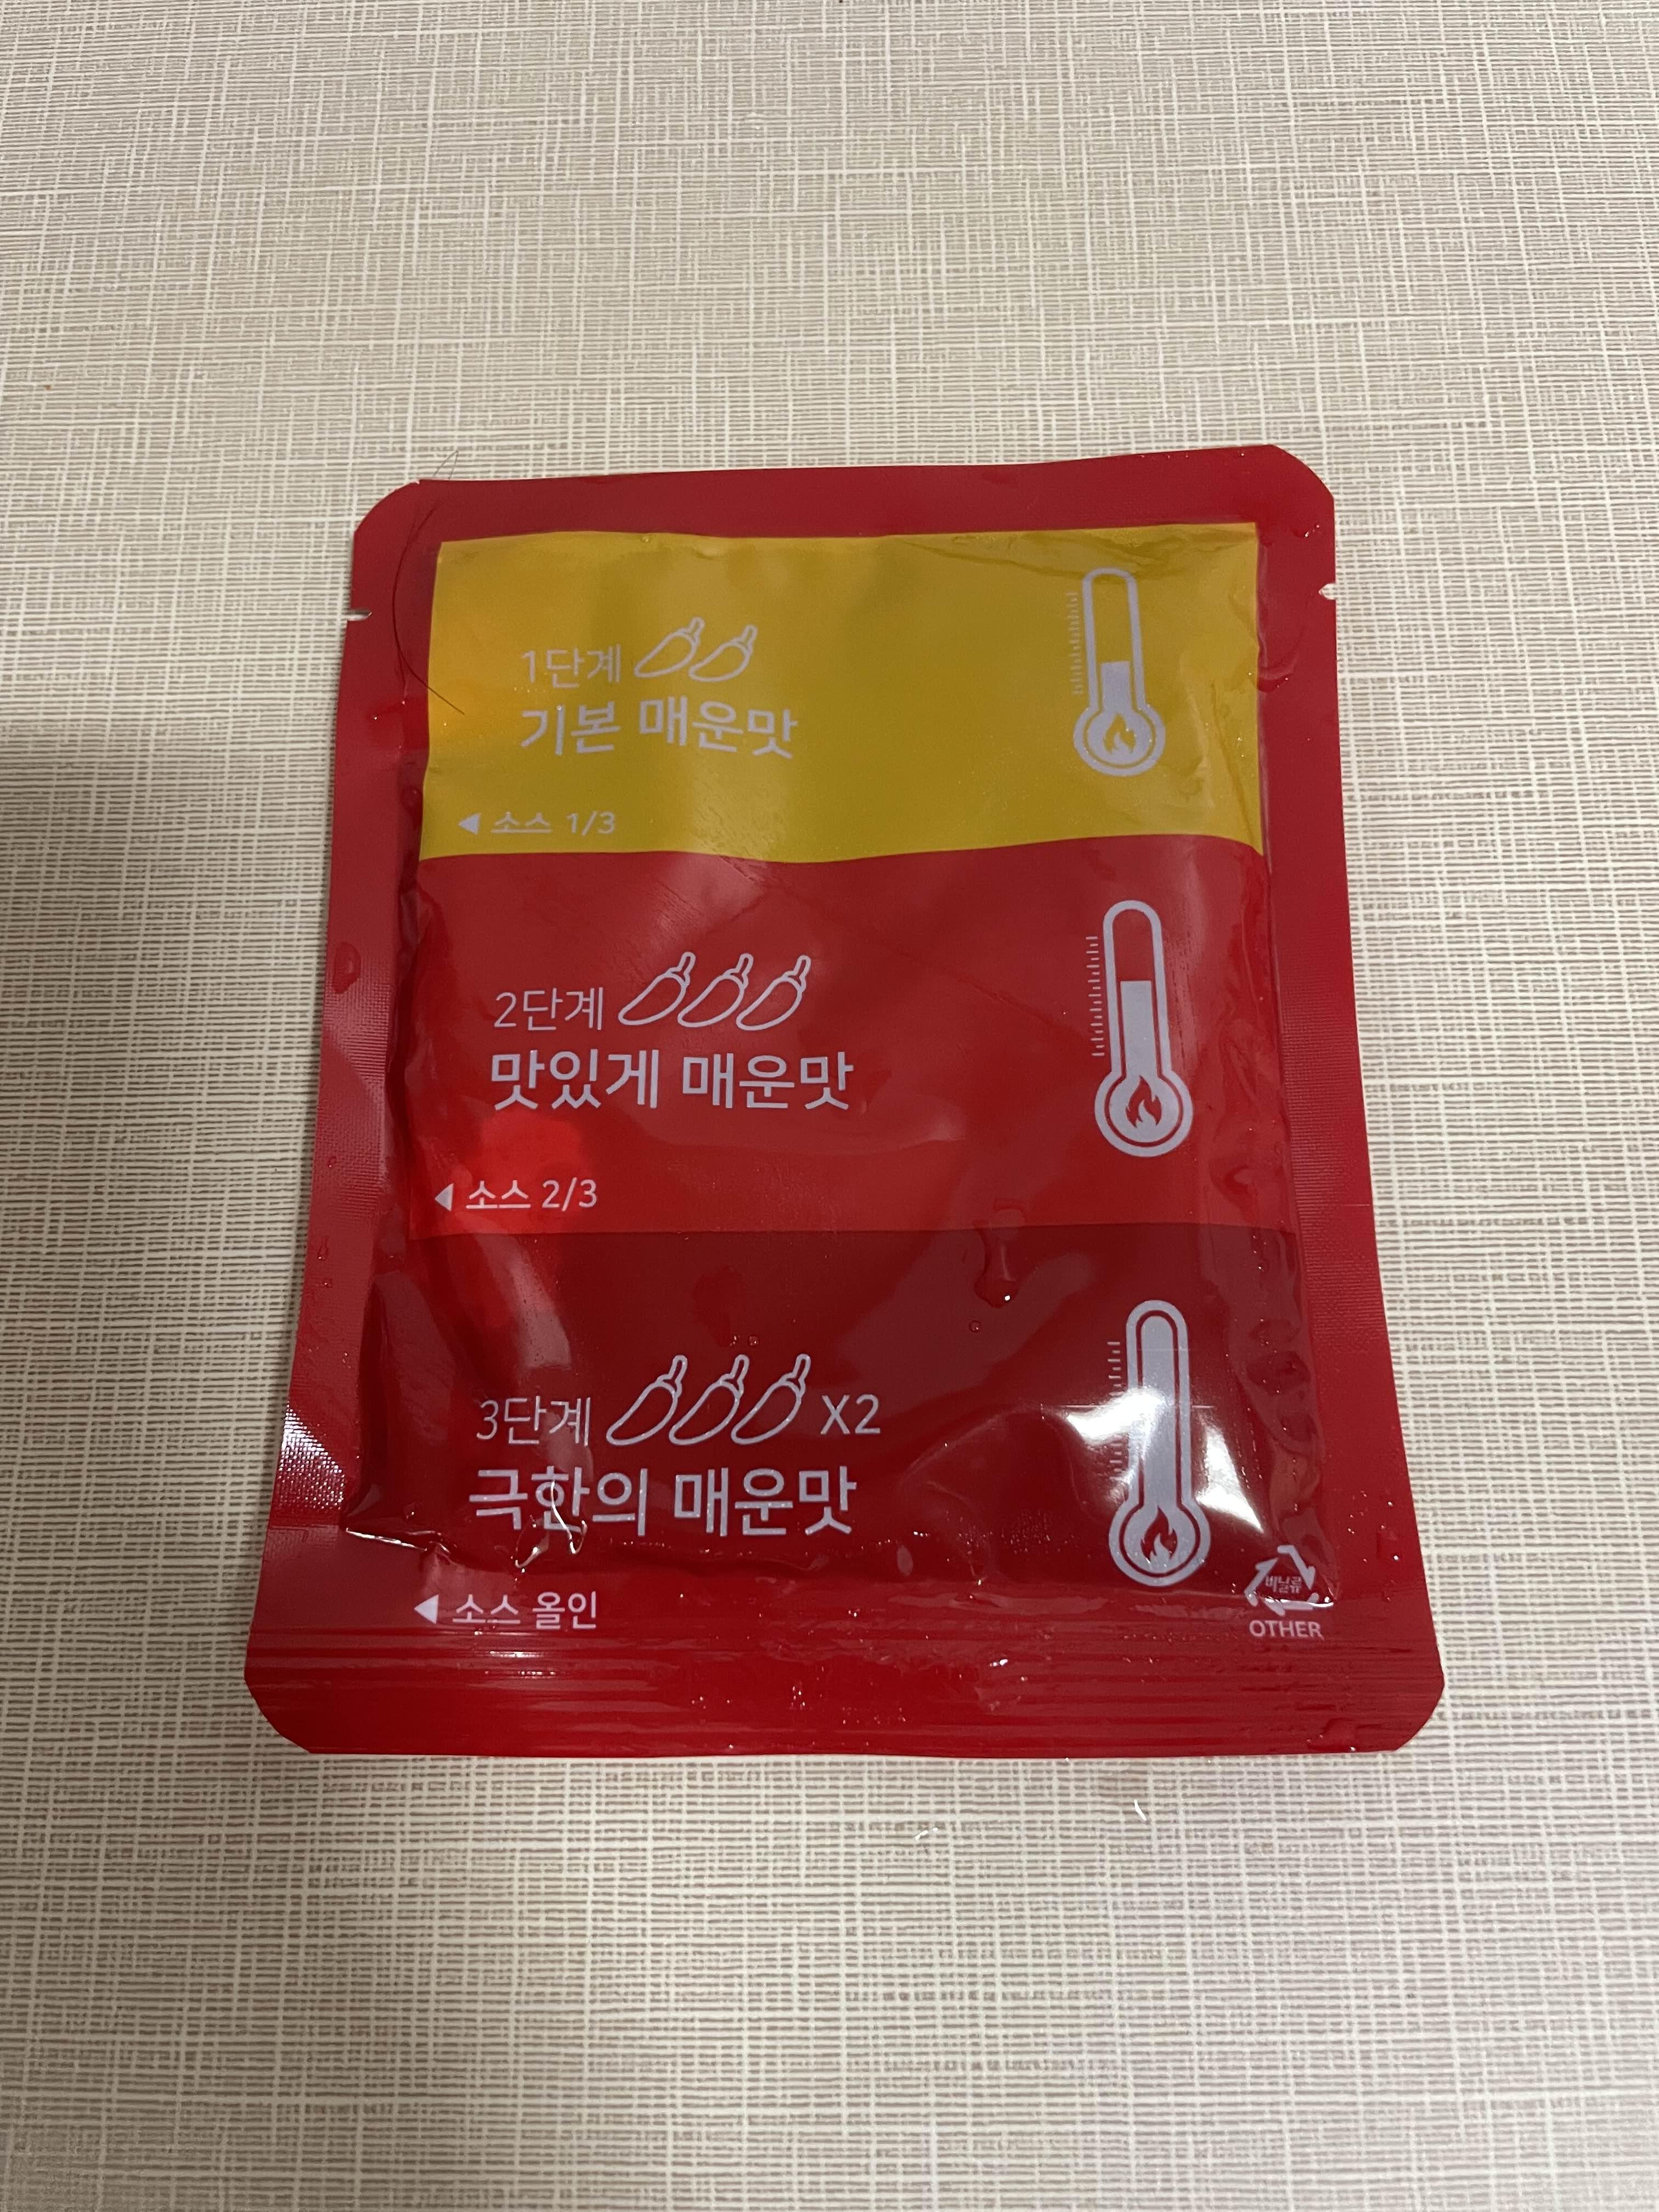 1단계
기본 매운맛
◀ 소스 1/3
2단계
맛있게 매운맛
◀ 소스 2/3
3단계 X2
극한의 매운맛
◀ 소스 올인
비닐류
OTHER